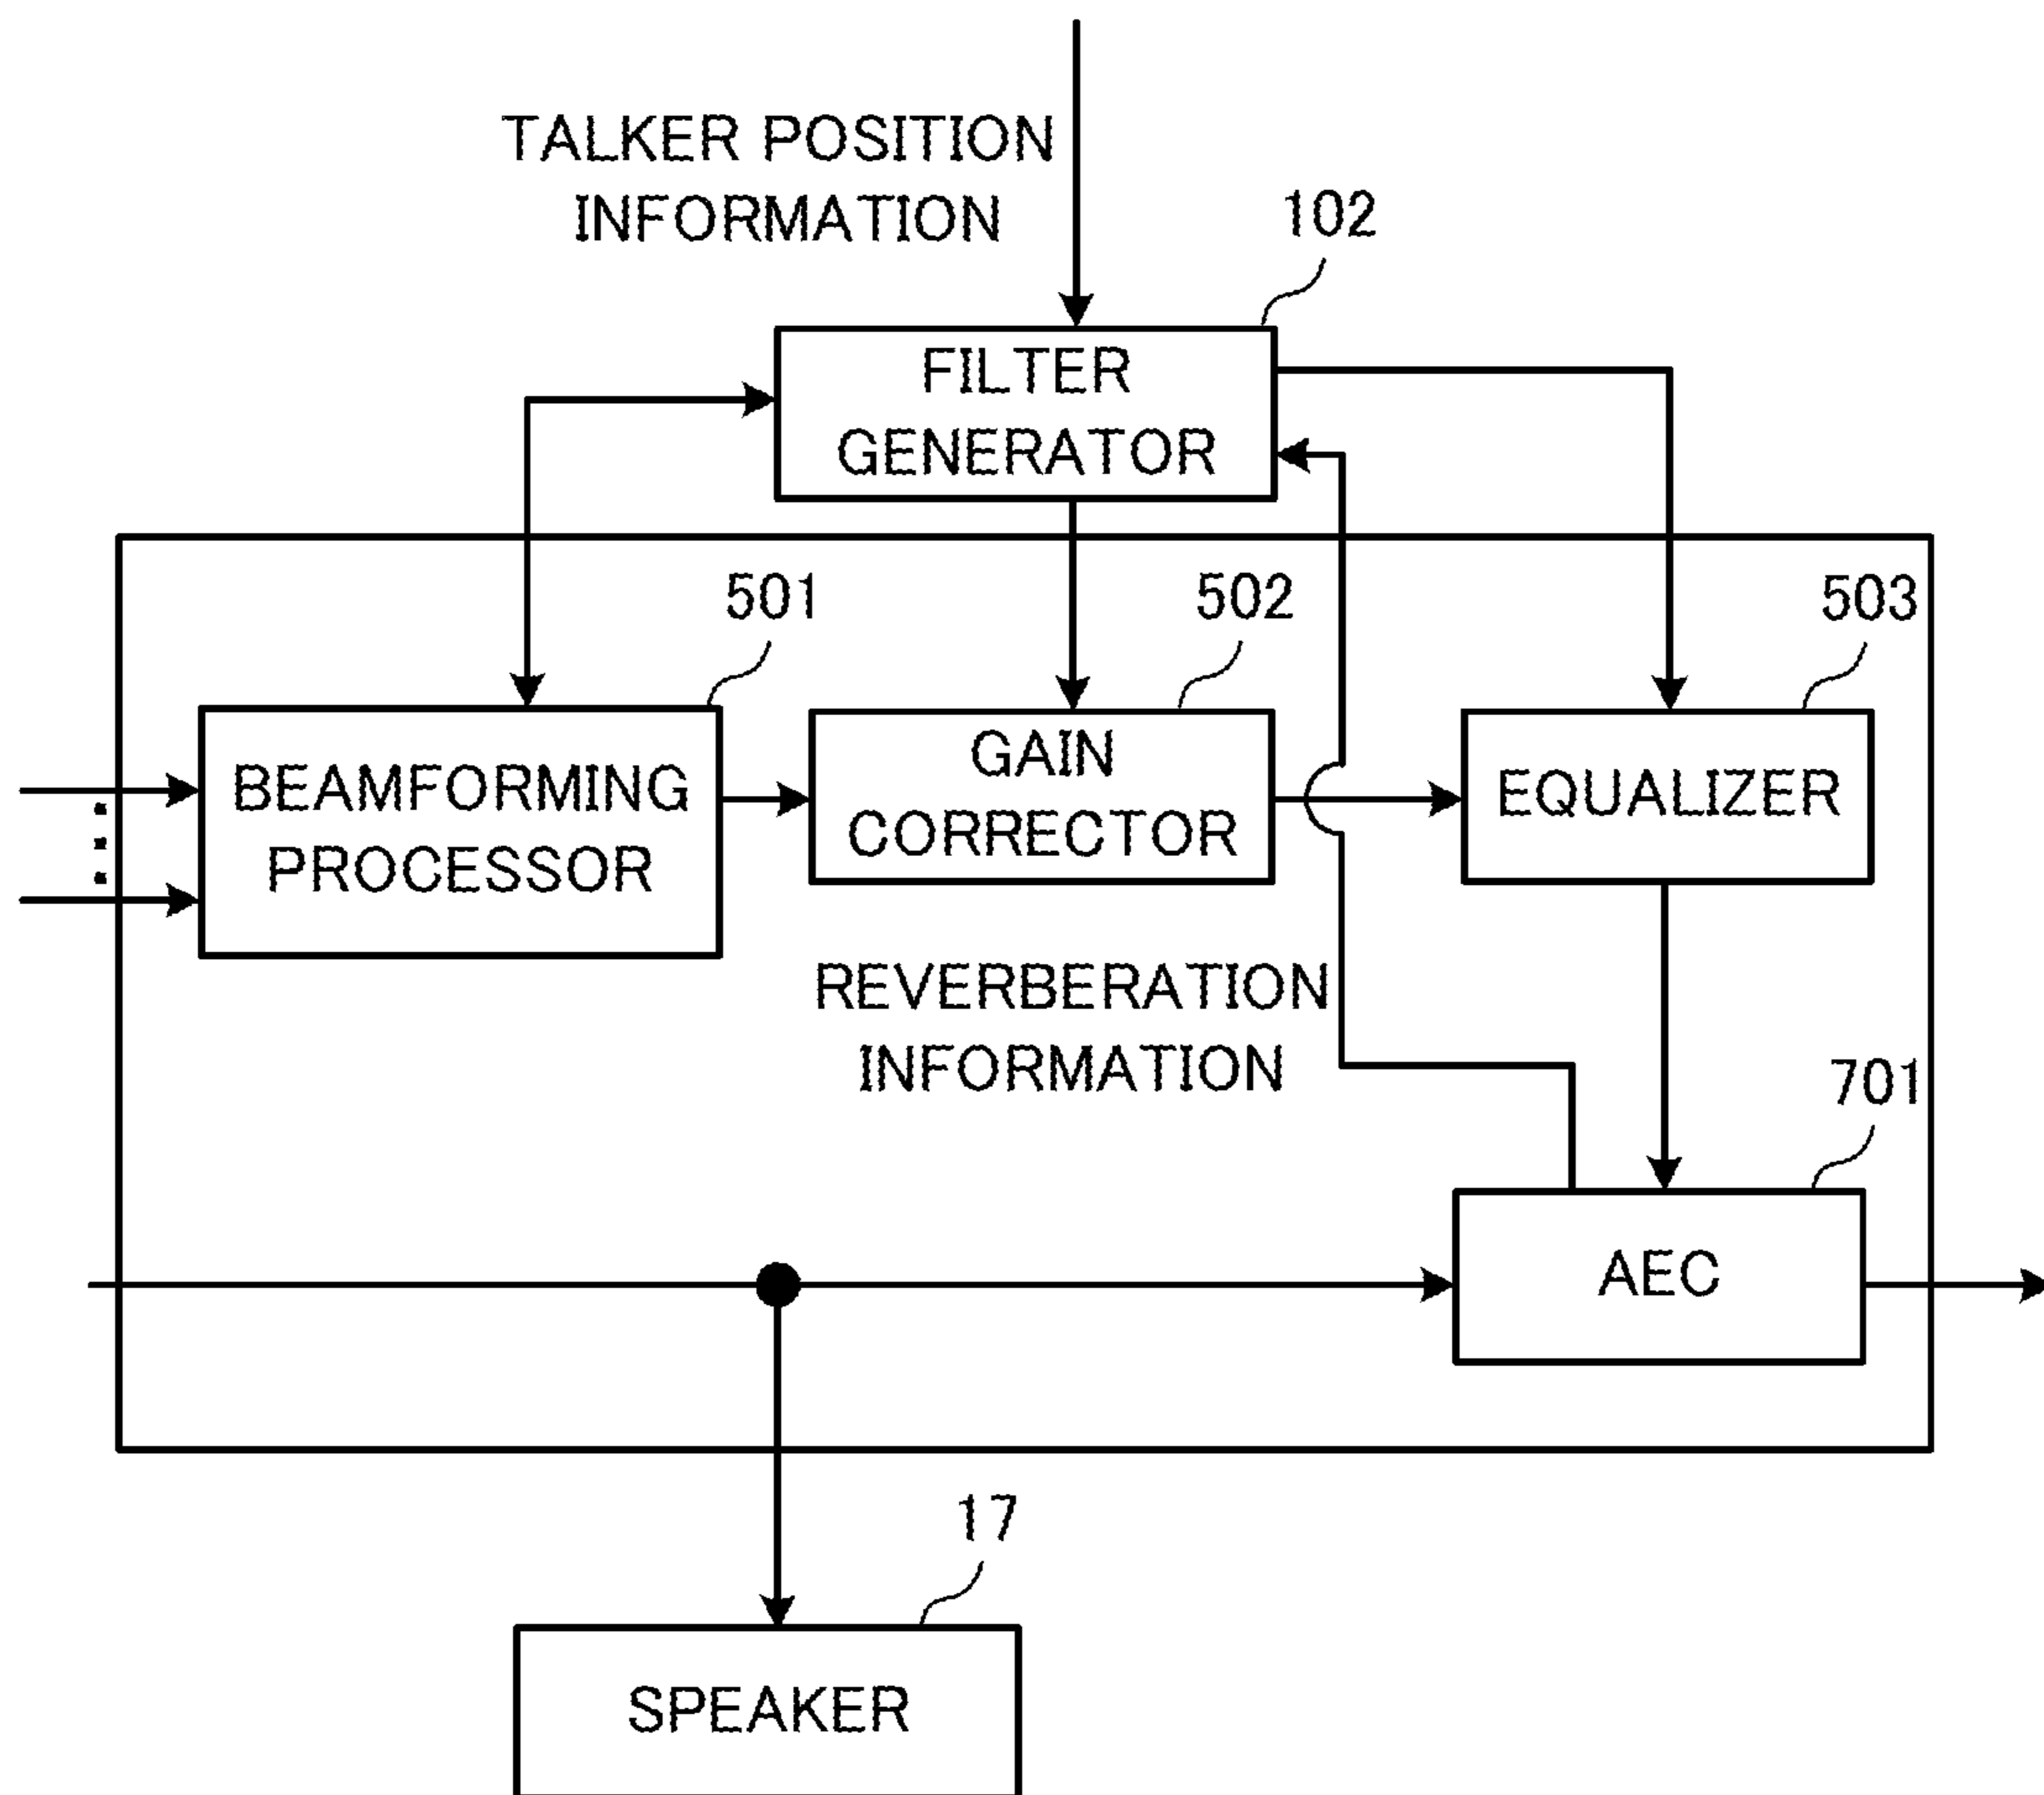 TALKER POSITION
INFORMATION
102
FILTER
GENERATOR
501
502
503
BEAMFORMING
PROCESSOR
GAIN
CORRECTOR
EQUALIZER
REVERBERATION
INFORMATION
701
AEC
17
SPEAKER